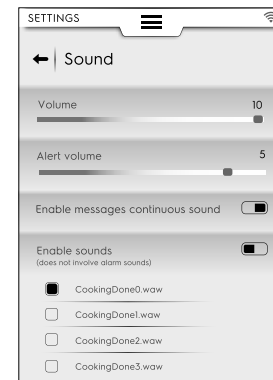 SETTINGS
Sound
Volume 10
Alert volume 5
Enable messages continuous sound
Enable sounds
(does not involve alarm sounds)
CookingDone0.waw
CookingDone1.waw
CookingDone2.waw
CookingDone3.waw